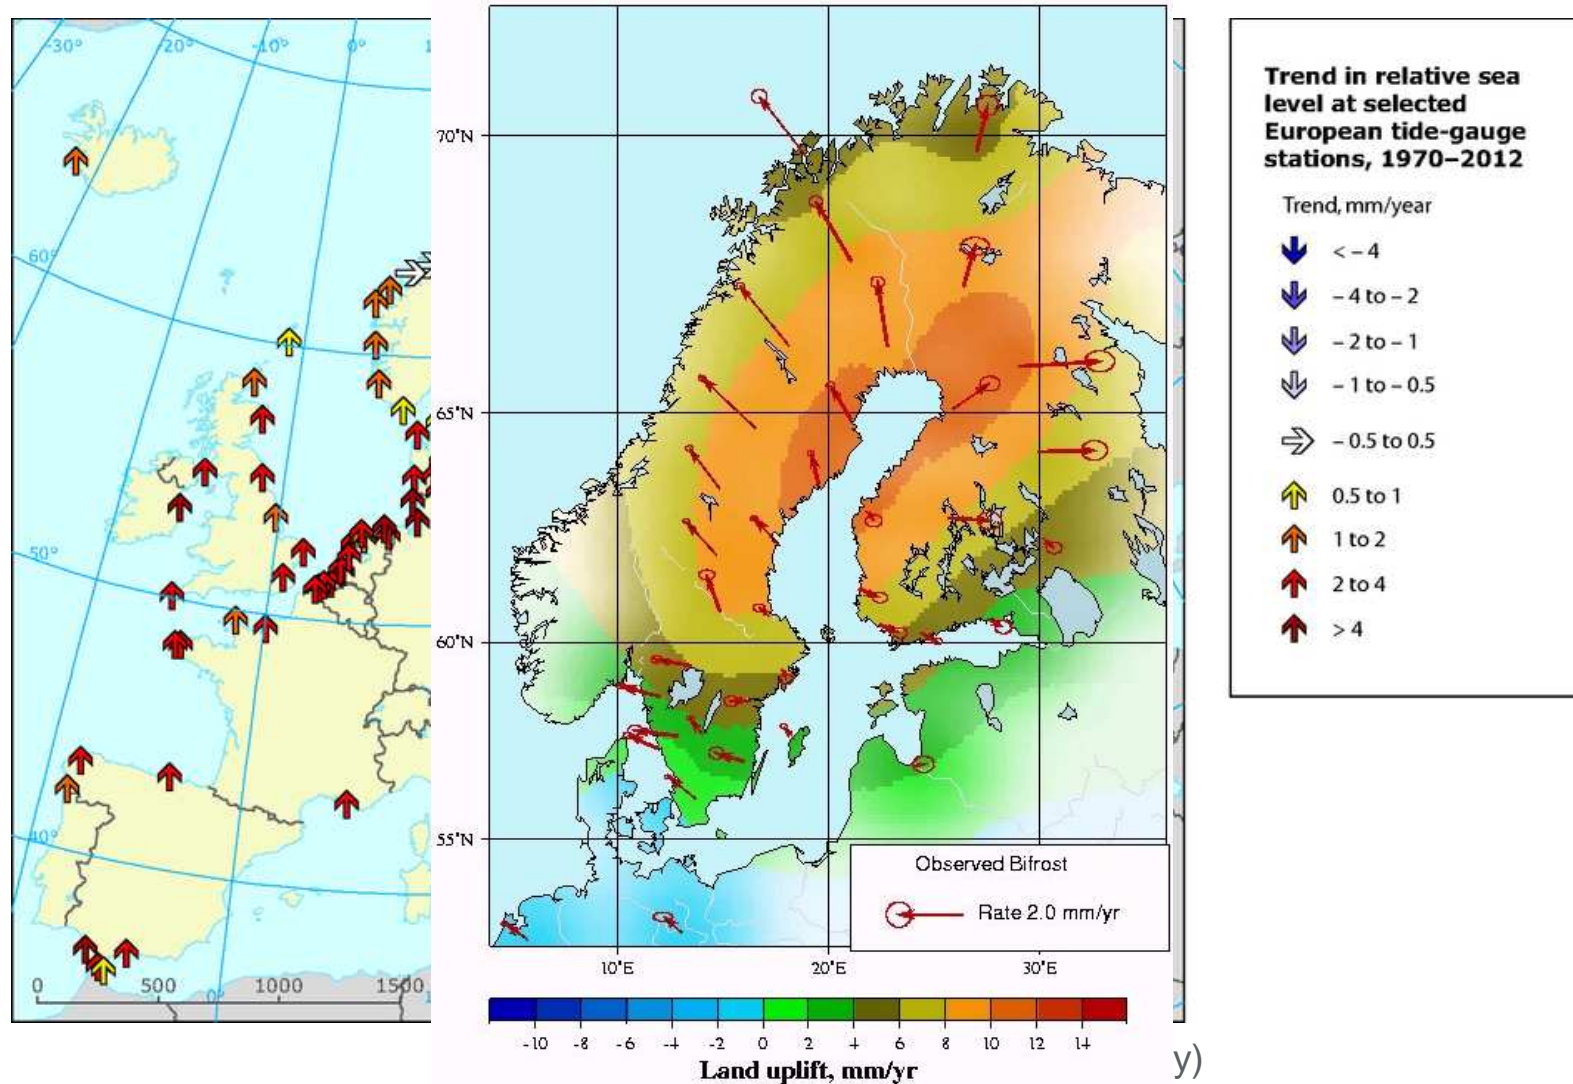 -30°
-20°
-10°
0°
1
60°
50°
40°
0
500
1000
1500
0°
1
70°N
65°N
60°N
55°N
10°E
20°E
30°E
Observed Bifrost
Rate 2.0 mm/yr
-10
-8
-6
-4
-2
0
2
4
6
8
10
12
14
Land uplift, mm/yr
y)
Trend in relative sea
level at selected
European tide-gauge
stations, 1970–2012
Trend, mm/year
< – 4
– 4 to – 2
– 2 to – 1
– 1 to – 0.5
– 0.5 to 0.5
0.5 to 1
1 to 2
2 to 4
> 4